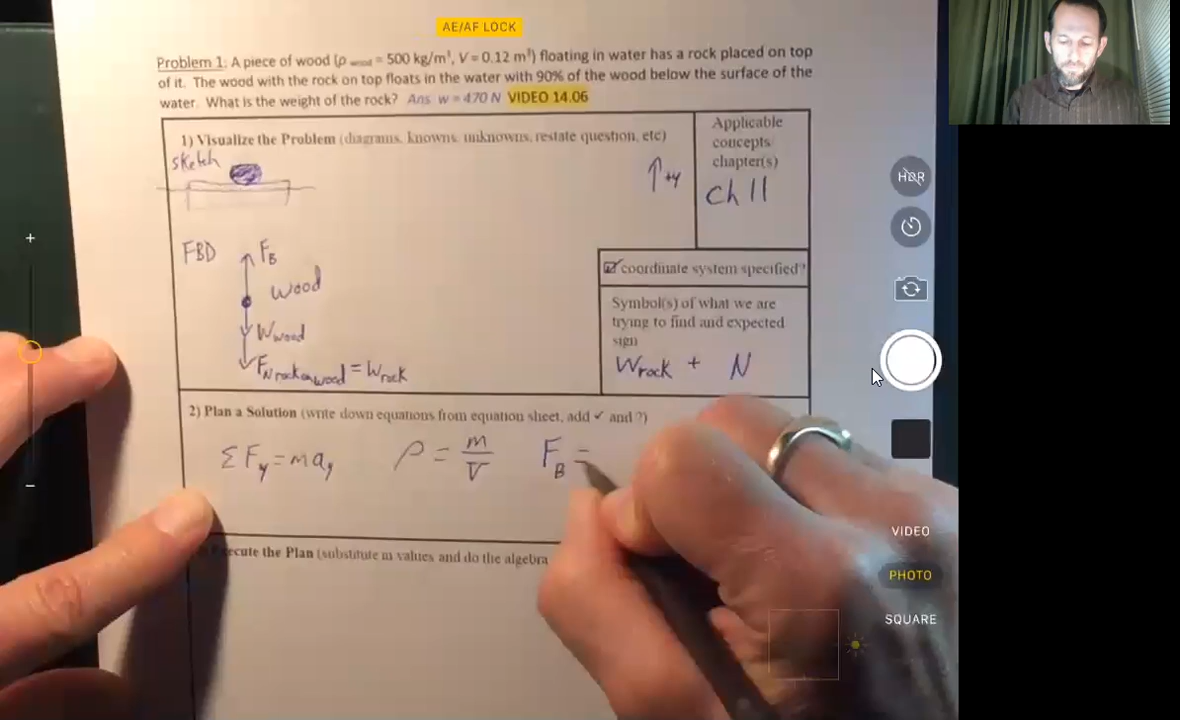 AE/AF LOCK
Problem 1: A piece of wood (ρ wood = 500 kg/m³, V = 0.12 m³) floating in water has a rock placed on top
of it. The wood with the rock on top floats in the water with 90% of the wood below the surface of the
water. What is the weight of the rock? Ans w = 470 N VIDEO 14.06
1) Visualize the Problem (diagrams, knowns, unknowns, restate question, etc)
sketch
↑+y
Applicable
concepts
chapter(s)
Ch 11
HDR
FBD
F_B
wood
W_wood
F_N rock on wood = W_rock
coordinate system specified?
Symbol(s) of what we are
trying to find and expected
sign
W_rock + N
2) Plan a Solution (write down equations from equation sheet, add ✓ and ?)
ΣF_y = ma_y ρ = m/V F_B =
ecute the Plan (substitute in values and do the algebra
VIDEO
PHOTO
SQUARE